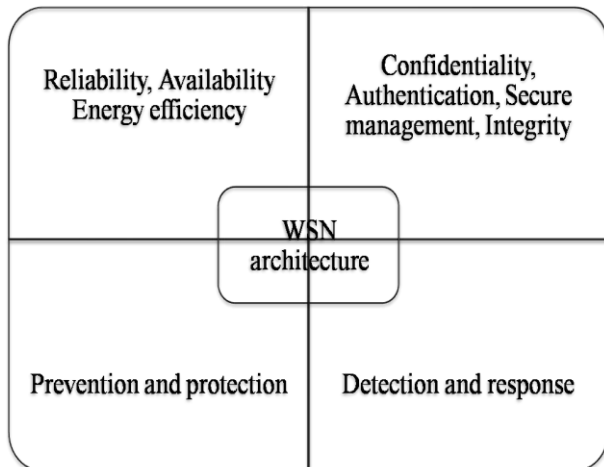 Reliability, Availability
Energy efficiency
Confidentiality,
Authentication, Secure
management, Integrity
WSN
architecture
Prevention and protection
Detection and response